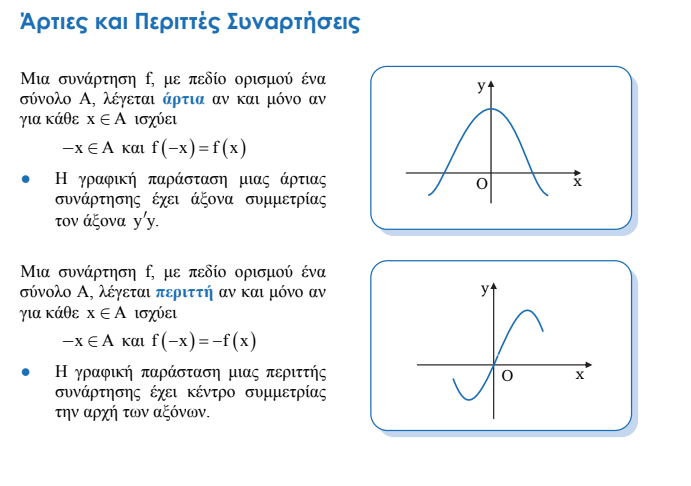 Άρτιες και Περιττές Συναρτήσεις
Μια συνάρτηση f, με πεδίο ορισμού ένα
σύνολο Α, λέγεται άρτια αν και μόνο αν
για κάθε x ∈ A ισχύει
−x ∈ A και f(−x) = f(x)
● Η γραφική παράσταση μιας άρτιας
συνάρτησης έχει άξονα συμμετρίας
τον άξονα y′y.
y
O
x
Μια συνάρτηση f, με πεδίο ορισμού ένα
σύνολο Α, λέγεται περιττή αν και μόνο αν
για κάθε x ∈ A ισχύει
−x ∈ A και f(−x) = −f(x)
● Η γραφική παράσταση μιας περιττής
συνάρτησης έχει κέντρο συμμετρίας
την αρχή των αξόνων.
y
O
x